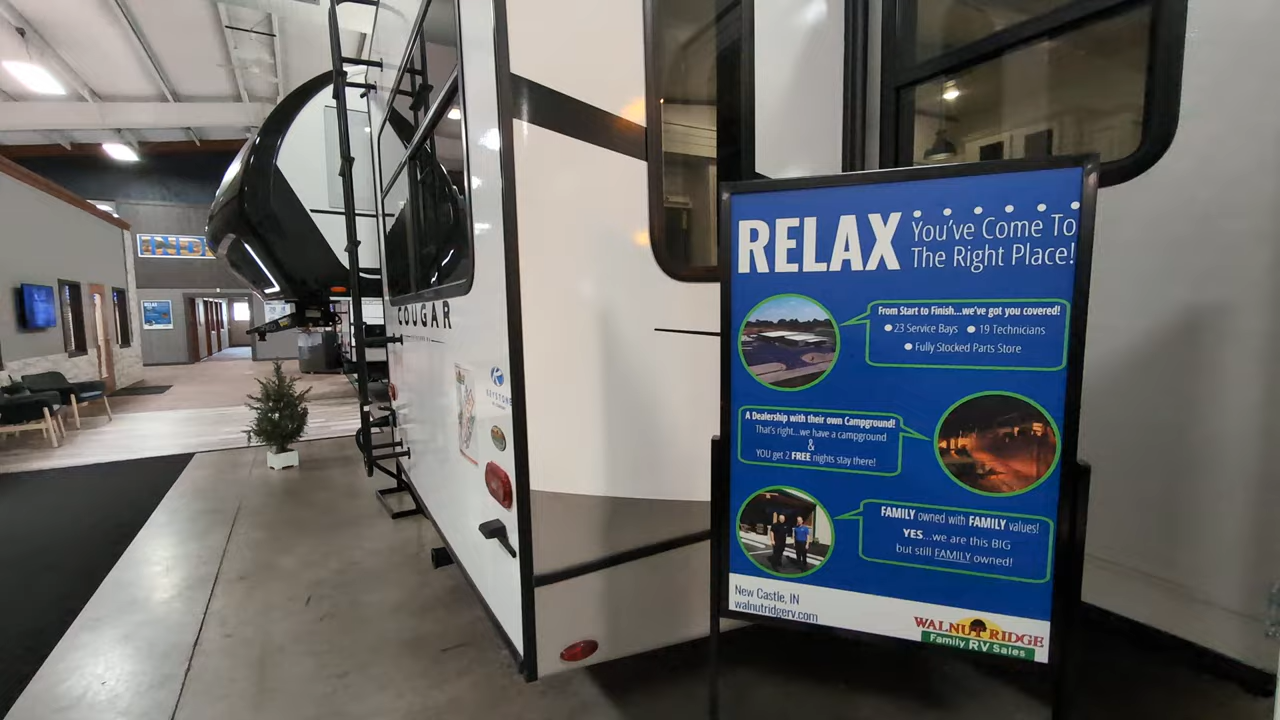 INDI
RELAX
COUGAR
KEYSTONE
RELAX
You've Come To
The Right Place!
From Start to Finish...we've got you covered!
● 23 Service Bays ● 19 Technicians
● Fully Stocked Parts Store
A Dealership with their own Campground!
That's right...we have a campground
&
YOU get 2 FREE nights stay there!
FAMILY owned with FAMILY values!
YES...we are this BIG
but still FAMILY owned!
New Castle, IN
walnutridgerv.com
WALNUT RIDGE
Family RV Sales